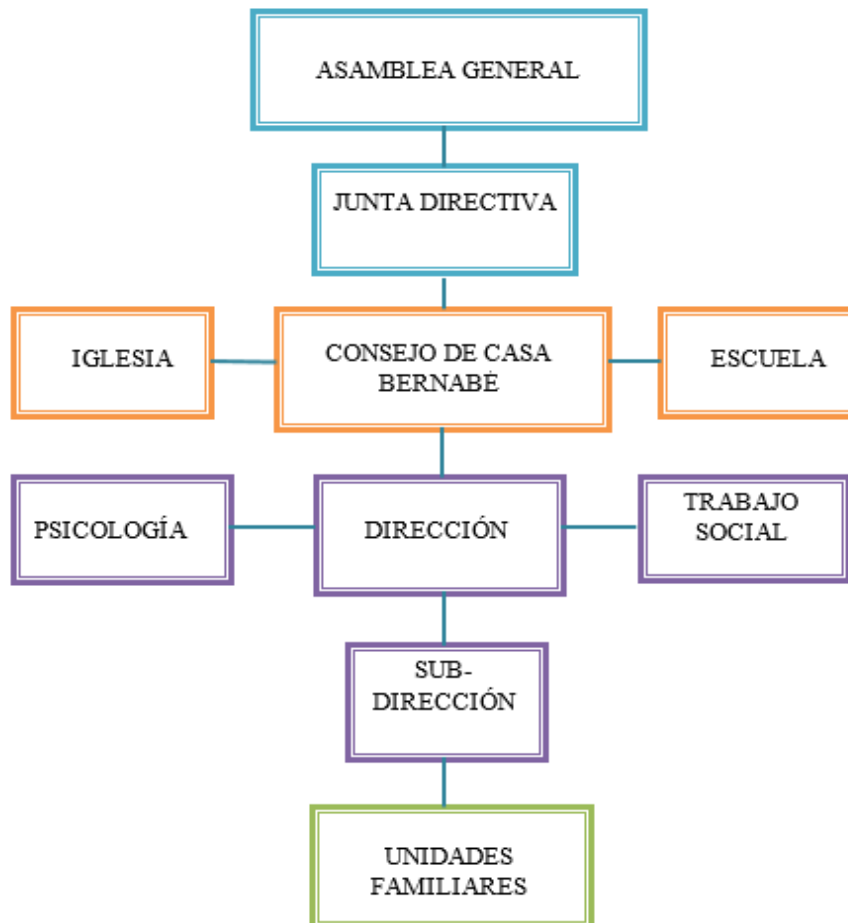 ASAMBLEA GENERAL
JUNTA DIRECTIVA
IGLESIA
CONSEJO DE CASA
BERNABÉ
ESCUELA
PSICOLOGÍA
DIRECCIÓN
TRABAJO
SOCIAL
SUB-
DIRECCIÓN
UNIDADES
FAMILIARES